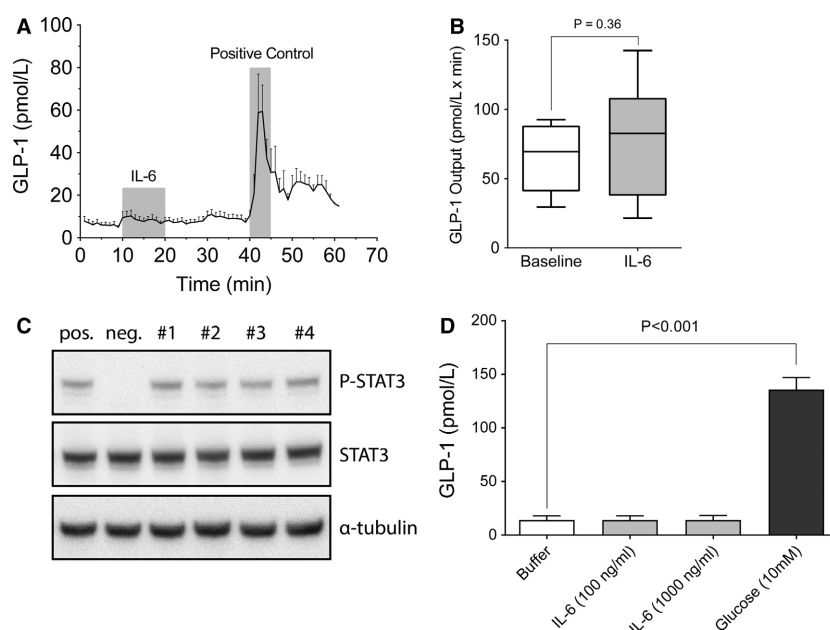 A
GLP-1 (pmol/L)
100
80
60
40
20
0
Positive Control
IL-6
0 10 20 30 40 50 60 70
Time (min)
B
P = 0.36
GLP-1 Output (pmol/L x min)
150
100
50
0
Baseline IL-6
C
pos. neg. #1 #2 #3 #4
P-STAT3
STAT3
α-tubulin
D
P<0.001
GLP-1 (pmol/L)
200
150
100
50
0
Buffer
IL-6 (100 ng/ml)
IL-6 (1000 ng/ml)
Glucose (10mM)